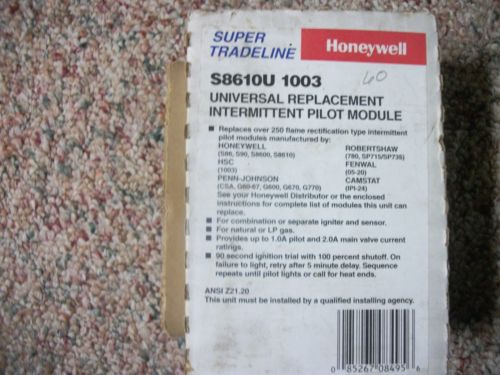 SUPER
TRADELINE
Honeywell
S8610U 1003
60
UNIVERSAL REPLACEMENT
INTERMITTENT PILOT MODULE
■ Replaces over 250 flame rectification type intermittent
pilot modules manufactured by:
HONEYWELL
(S86, S90, S8600, S8610)
HSC
(1003)
PENN-JOHNSON
(CSA, G60-67, G600, G670, G770)
ROBERTSHAW
(780, SP715/SP735)
FENWAL
(05-20)
CAMSTAT
(IPI-24)
See your Honeywell Distributor or the enclosed
instructions for complete list of modules this unit can
replace.
■ For combination or separate igniter and sensor.
■ For natural or LP gas.
■ Provides up to 1.0A pilot and 2.0A main valve current
ratings.
■ 90 second ignition trial with 100 percent shutoff. On
failure to light, retry after 5 minute delay. Sequence
repeats until pilot lights or call for heat ends.
ANSI Z21.20
This unit must be installed by a qualified installing agency.
0 85267 08495 6